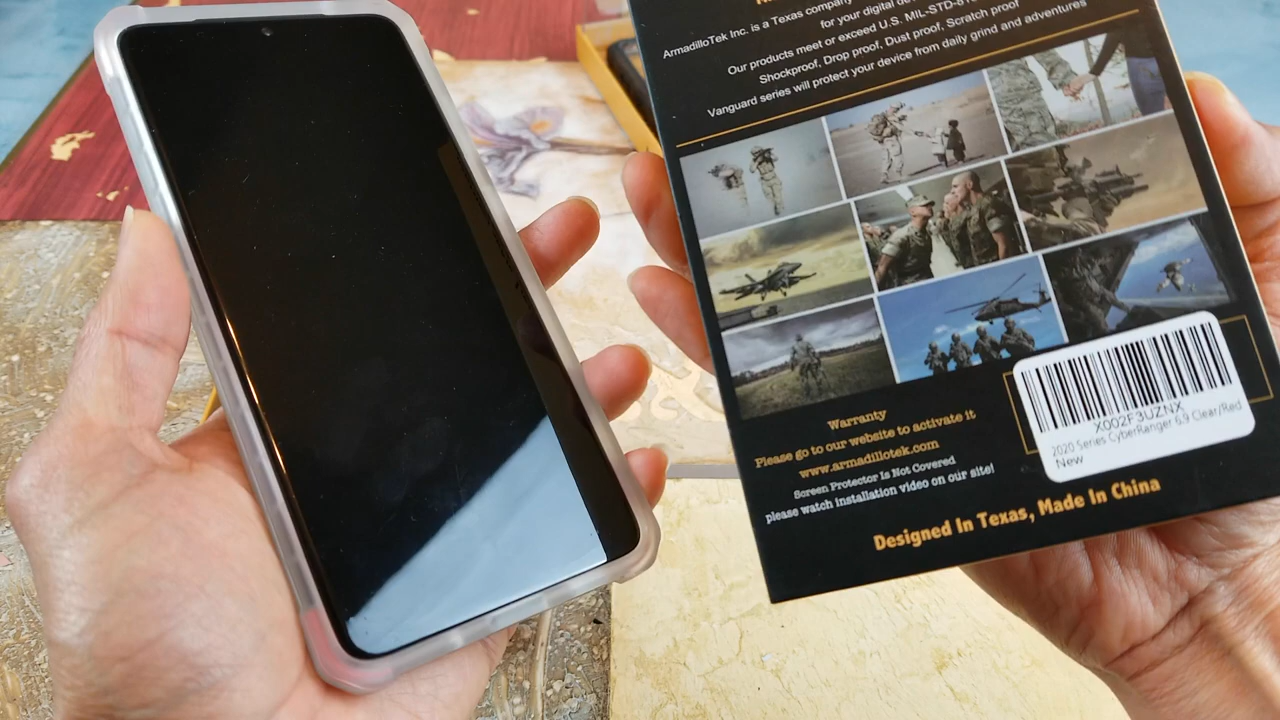 ArmadilloTek Inc. is a Texas company
for your digital de
Our products meet or exceed U.S. MIL-STD-810
Shockproof, Drop proof, Dust proof, Scratch proof
Vanguard series will protect your device from daily grind and adventures
Warranty
Please go to our website to activate it
www.armadillotek.com
Screen Protector Is Not Covered
please watch installation video on our site!
X002F3UZNX
2020 Series CyberRanger 6.9 Clear/Red
New
Designed In Texas, Made In China